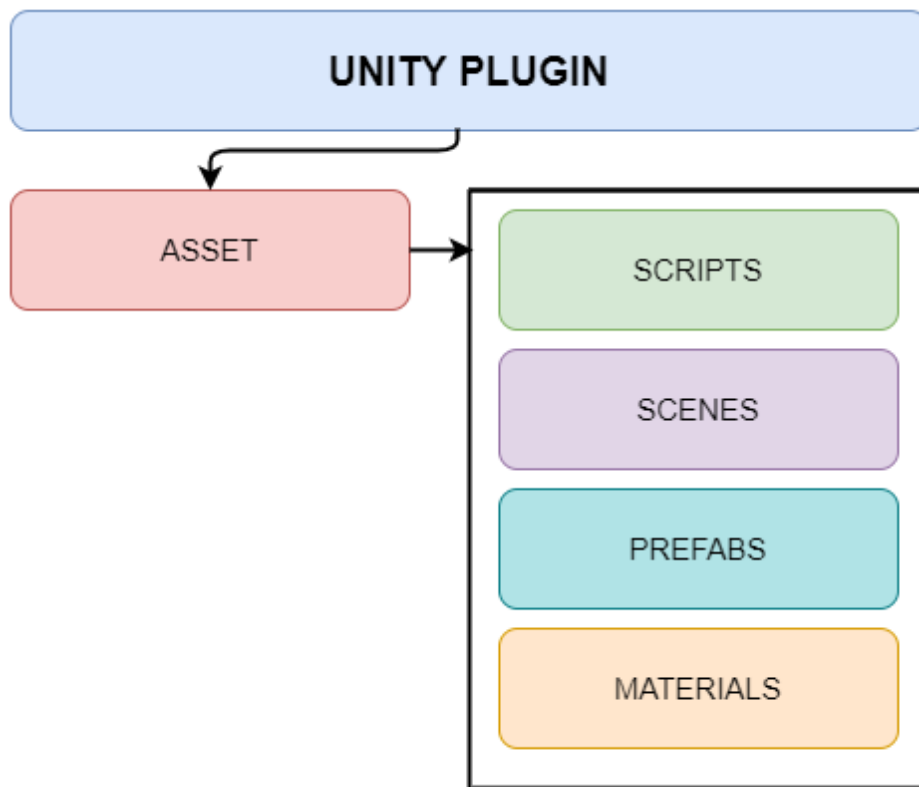 UNITY PLUGIN
ASSET
SCRIPTS
SCENES
PREFABS
MATERIALS